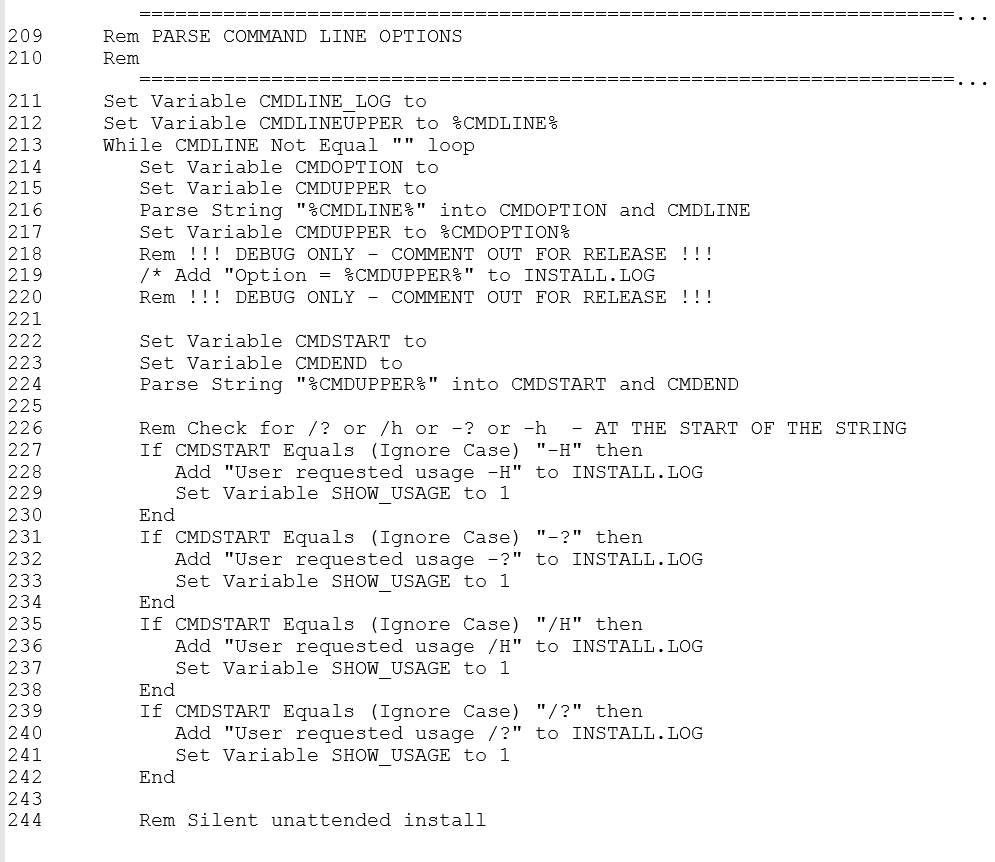 ====================================================================...
209 Rem PARSE COMMAND LINE OPTIONS
210 Rem
====================================================================...
211 Set Variable CMDLINE_LOG to
212 Set Variable CMDLINEUPPER to %CMDLINE%
213 While CMDLINE Not Equal "" loop
214 Set Variable CMDOPTION to
215 Set Variable CMDUPPER to
216 Parse String "%CMDLINE%" into CMDOPTION and CMDLINE
217 Set Variable CMDUPPER to %CMDOPTION%
218 Rem !!! DEBUG ONLY - COMMENT OUT FOR RELEASE !!!
219 /* Add "Option = %CMDUPPER%" to INSTALL.LOG
220 Rem !!! DEBUG ONLY - COMMENT OUT FOR RELEASE !!!
221
222 Set Variable CMDSTART to
223 Set Variable CMDEND to
224 Parse String "%CMDUPPER%" into CMDSTART and CMDEND
225
226 Rem Check for /? or /h or -? or -h  - AT THE START OF THE STRING
227 If CMDSTART Equals (Ignore Case) "-H" then
228 Add "User requested usage -H" to INSTALL.LOG
229 Set Variable SHOW_USAGE to 1
230 End
231 If CMDSTART Equals (Ignore Case) "-?" then
232 Add "User requested usage -?" to INSTALL.LOG
233 Set Variable SHOW_USAGE to 1
234 End
235 If CMDSTART Equals (Ignore Case) "/H" then
236 Add "User requested usage /H" to INSTALL.LOG
237 Set Variable SHOW_USAGE to 1
238 End
239 If CMDSTART Equals (Ignore Case) "/?" then
240 Add "User requested usage /?" to INSTALL.LOG
241 Set Variable SHOW_USAGE to 1
242 End
243
244 Rem Silent unattended install